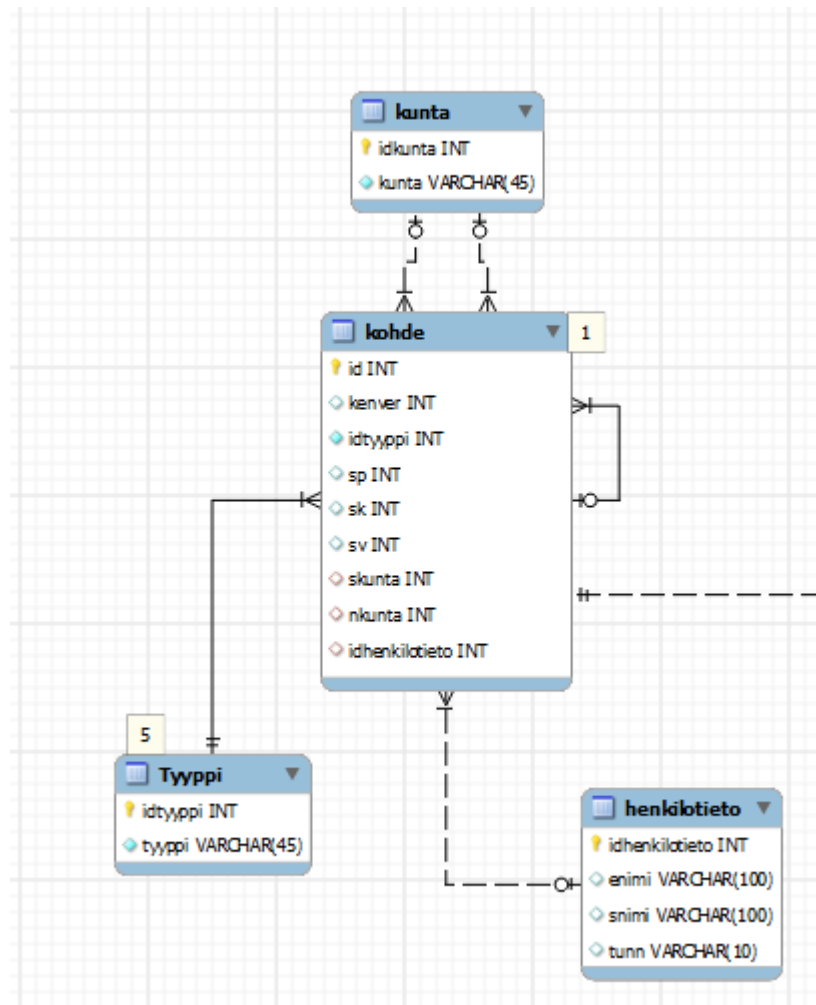 kunta
idkunta INT
kunta VARCHAR(45)
kohde
1
id INT
kenver INT
idtyyppi INT
sp INT
sk INT
sv INT
skunta INT
nkunta INT
idhenkilotieto INT
5
Tyyppi
idtyyppi INT
tyyppi VARCHAR(45)
henkilotieto
idhenkilotieto INT
enimi VARCHAR(100)
snimi VARCHAR(100)
tunn VARCHAR(10)